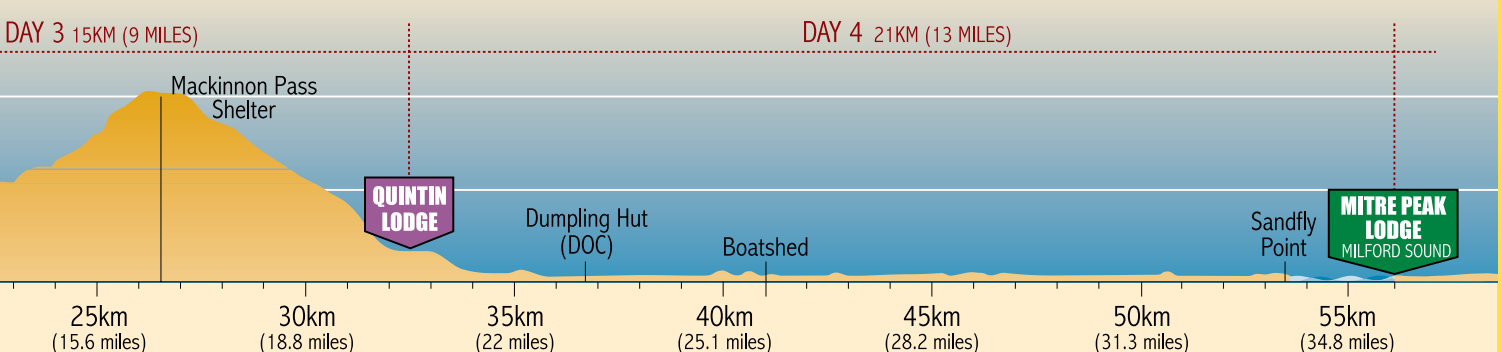 DAY 3 15KM (9 MILES)
DAY 4 21KM (13 MILES)
Mackinnon Pass
Shelter
QUINTIN
LODGE
Dumpling Hut
(DOC)
Boatshed
Sandfly
Point
MITRE PEAK
LODGE
MILFORD SOUND
25km
(15.6 miles)
30km
(18.8 miles)
35km
(22 miles)
40km
(25.1 miles)
45km
(28.2 miles)
50km
(31.3 miles)
55km
(34.8 miles)